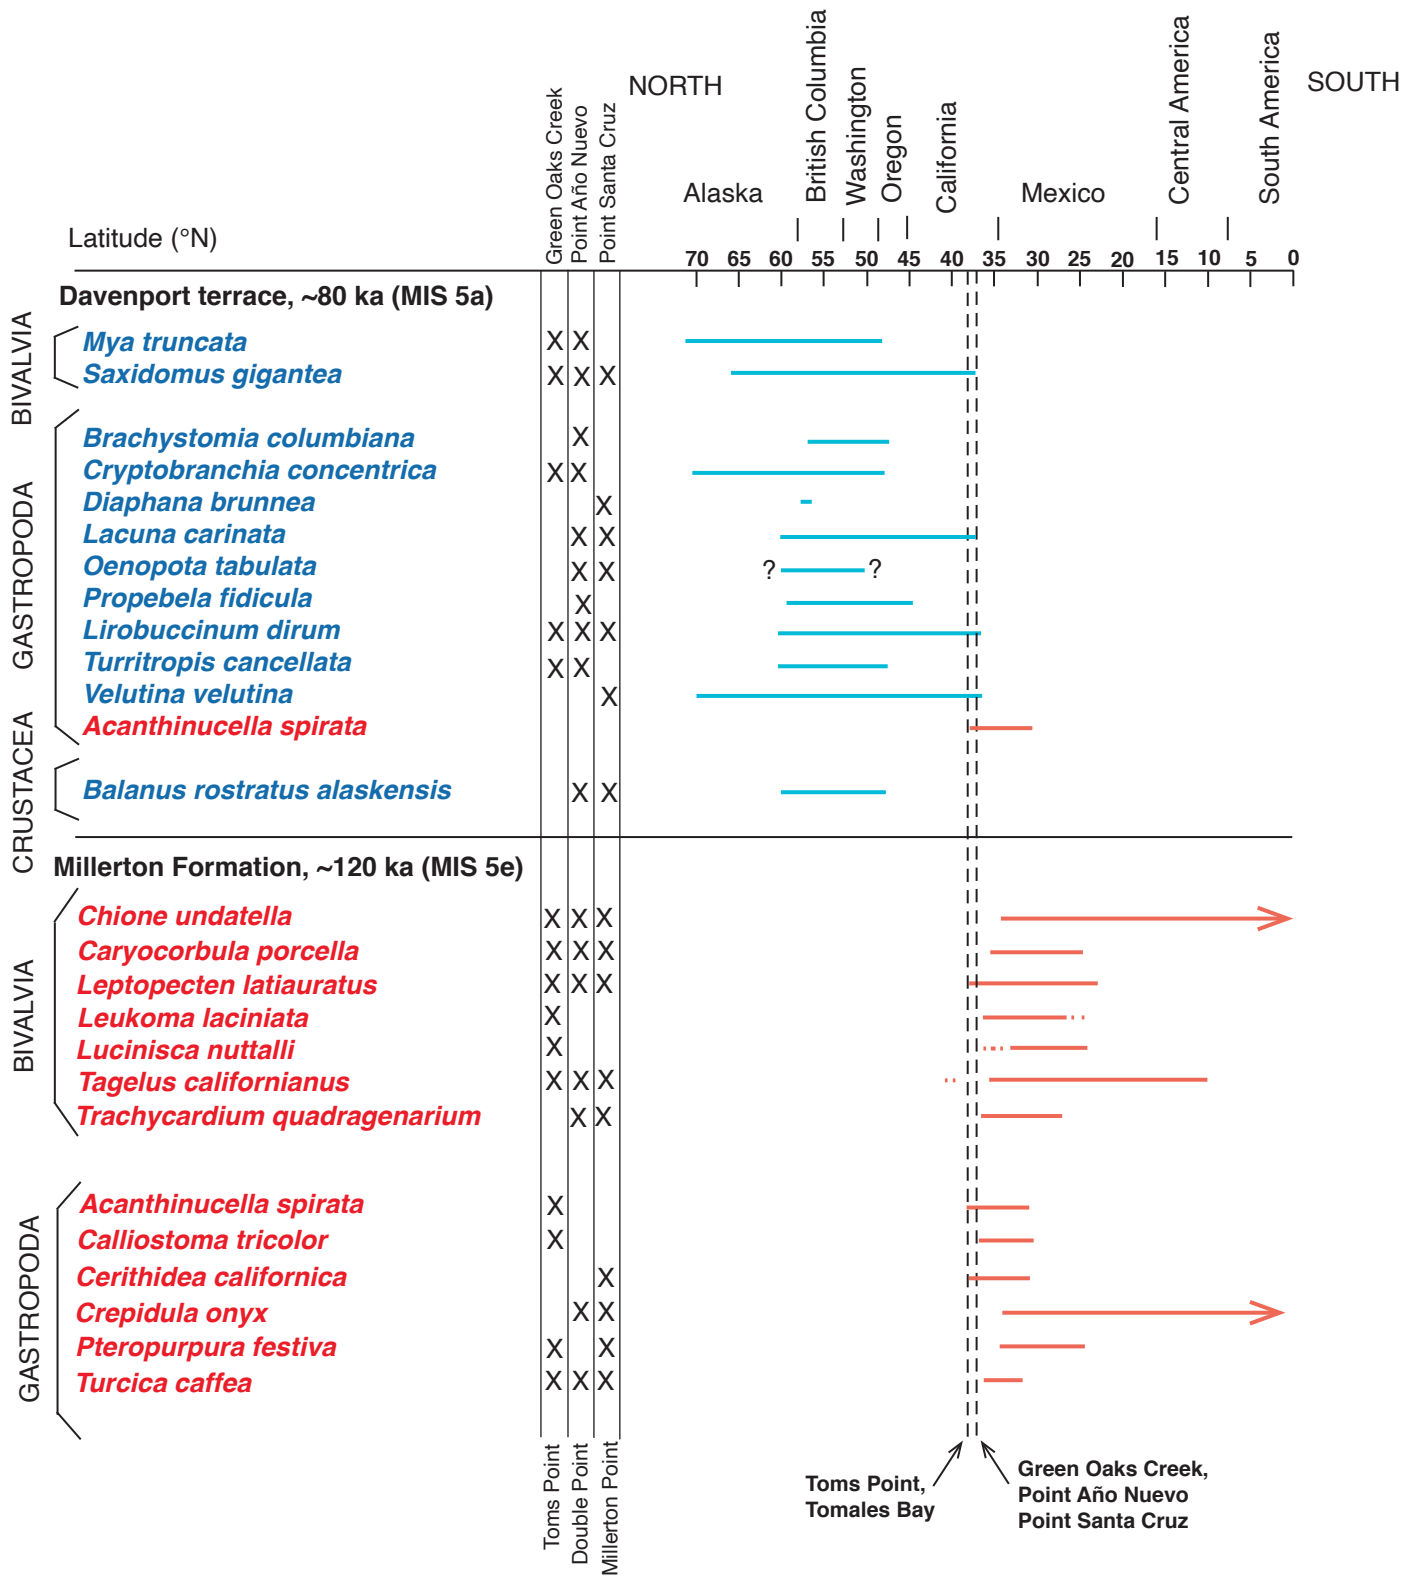 NORTH
SOUTH
Green Oaks Creek
Point Año Nuevo
Point Santa Cruz
Alaska
British Columbia
Washington
Oregon
California
Mexico
Central America
South America
Latitude (°N)
70 65 60 55 50 45 40 35 30 25 20 15 10 5 0
Davenport terrace, ~80 ka (MIS 5a)
BIVALVIA
Mya truncata X X
Saxidomus gigantea X X X
GASTROPODA
Brachystomia columbiana X
Cryptobranchia concentrica X X
Diaphana brunnea X
Lacuna carinata X X
Oenopota tabulata X X ? ?
Propebela fidicula X
Lirobuccinum dirum X X X
Turritropis cancellata X X
Velutina velutina X
Acanthinucella spirata
CRUSTACEA
Balanus rostratus alaskensis X X
Millerton Formation, ~120 ka (MIS 5e)
BIVALVIA
Chione undatella X X X
Caryocorbula porcella X X X
Leptopecten latiauratus X X X
Leukoma laciniata X
Lucinisca nuttalli X
Tagelus californianus X X X
Trachycardium quadragenarium X X
GASTROPODA
Acanthinucella spirata X
Calliostoma tricolor X
Cerithidea californica X
Crepidula onyx X X
Pteropurpura festiva X X
Turcica caffea X X X
Toms Point
Double Point
Millerton Point
Toms Point,
Tomales Bay
Green Oaks Creek,
Point Año Nuevo
Point Santa Cruz